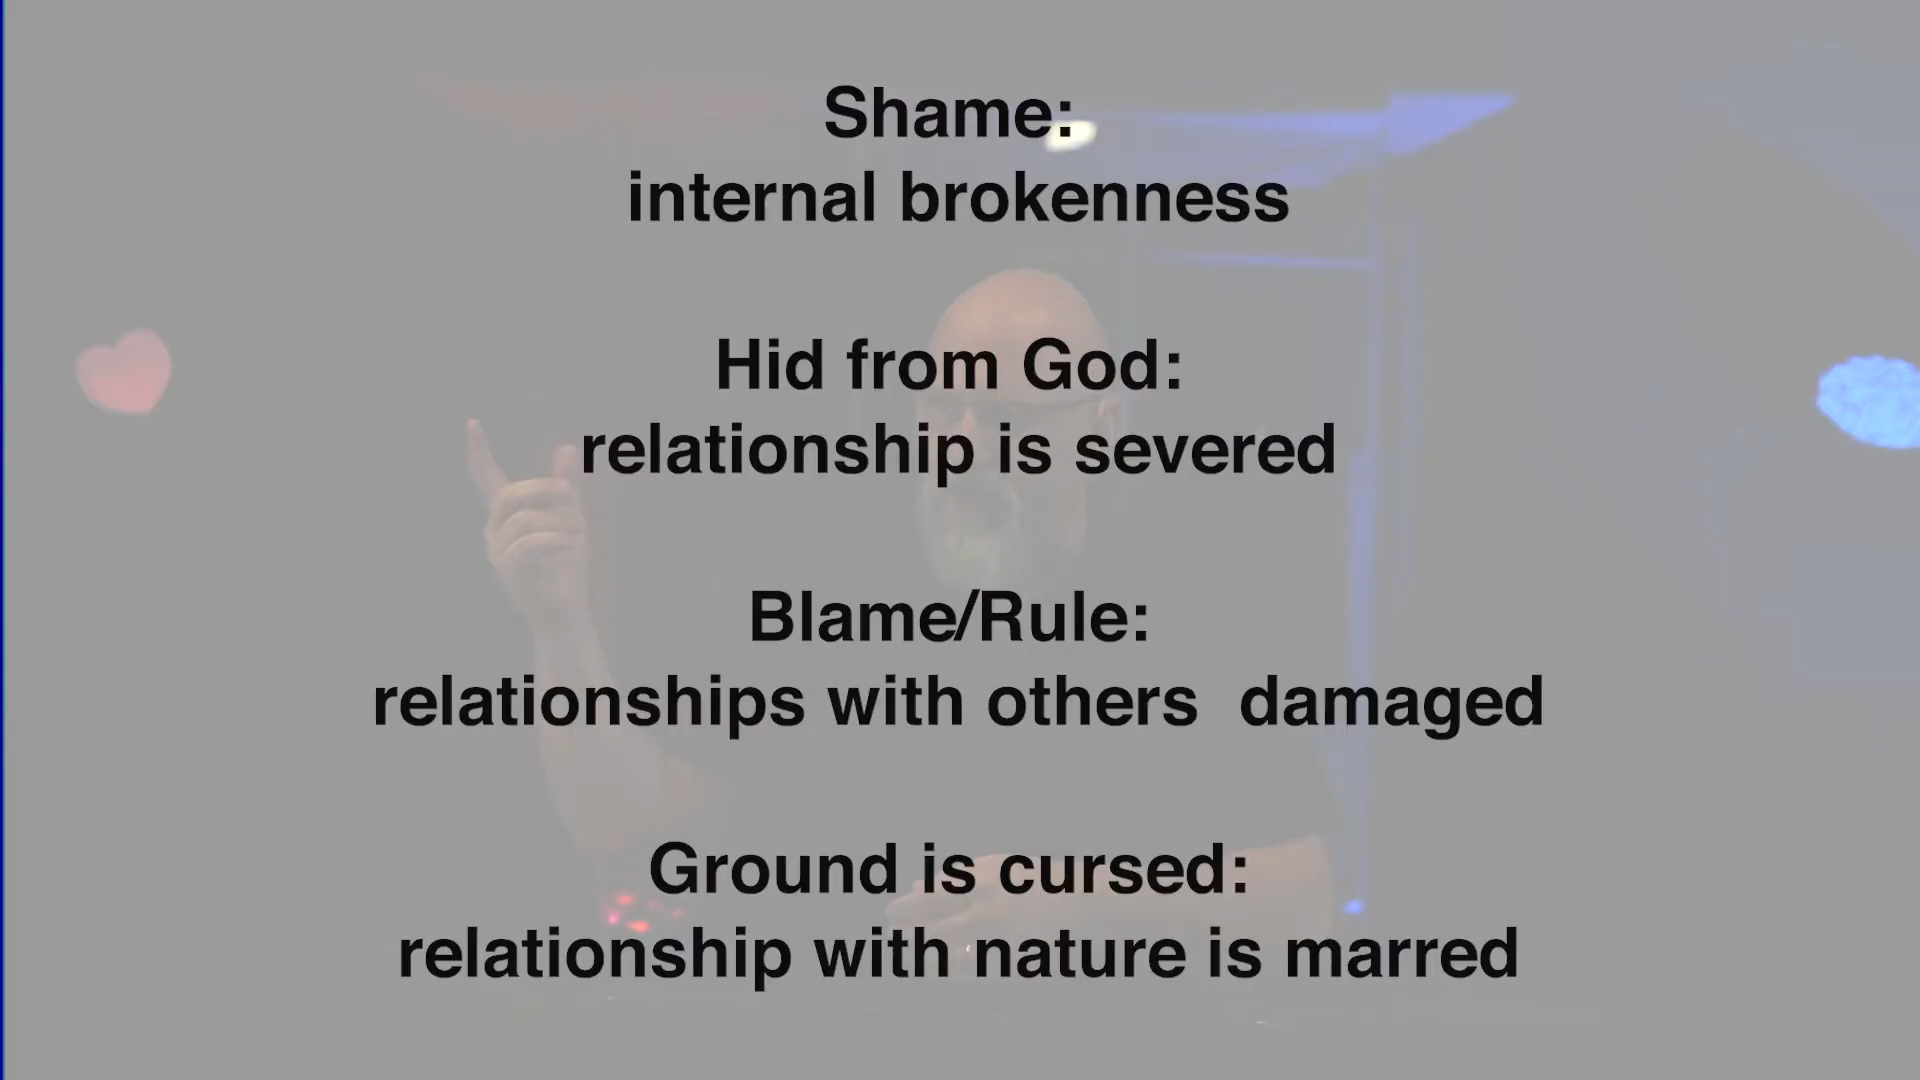 Shame:
internal brokenness
Hid from God:
relationship is severed
Blame/Rule:
relationships with others  damaged
Ground is cursed:
relationship with nature is marred